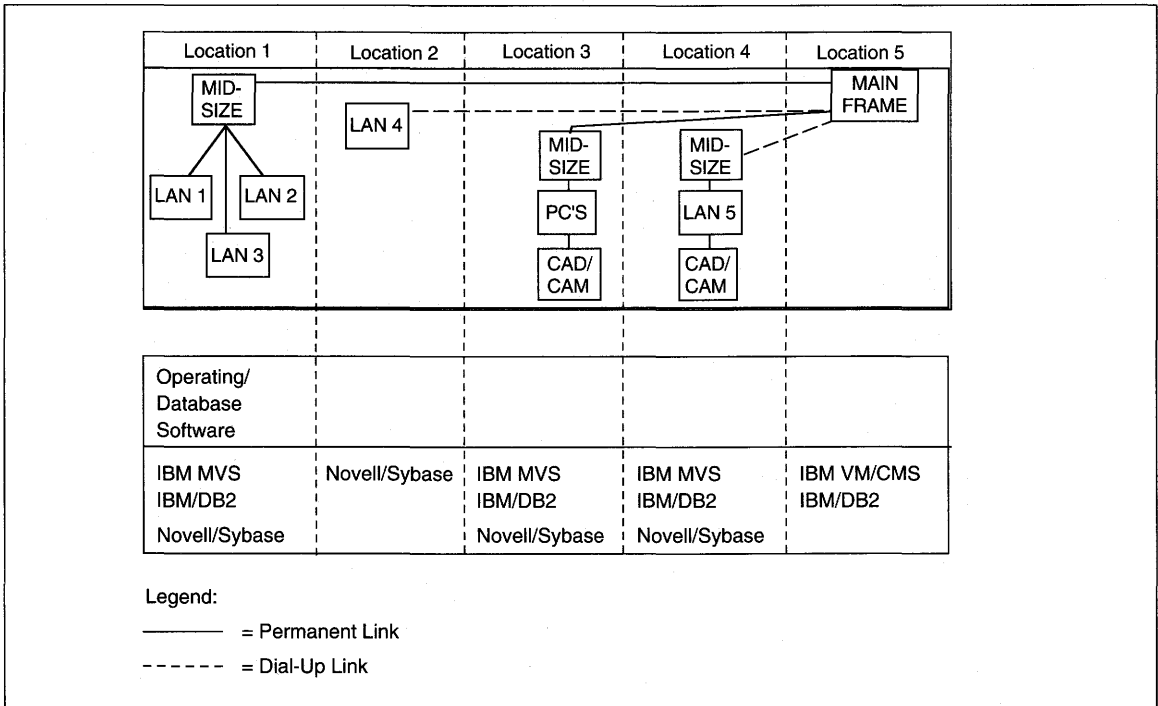 Location 1 Location 2 Location 3 Location 4 Location 5
MID-
SIZE
MAIN
FRAME
LAN 4
MID-
SIZE
MID-
SIZE
LAN 1
LAN 2
LAN 3
PC'S
LAN 5
CAD/
CAM
CAD/
CAM
Operating/
Database
Software
IBM MVS Novell/Sybase IBM MVS IBM MVS IBM VM/CMS
IBM/DB2 IBM/DB2 IBM/DB2 IBM/DB2
Novell/Sybase Novell/Sybase Novell/Sybase
Legend:
= Permanent Link
= Dial-Up Link